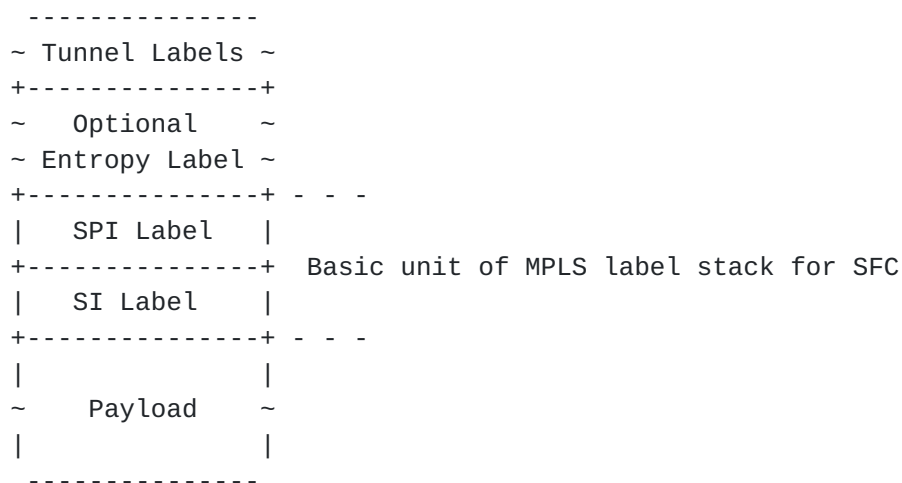 ---------------
~ Tunnel Labels ~
+---------------+
~   Optional    ~
~ Entropy Label ~
+---------------+ - - -
|   SPI Label   |
+---------------+  Basic unit of MPLS label stack for SFC
|   SI Label    |
+---------------+ - - -
|               |
~    Payload    ~
|               |
 ---------------